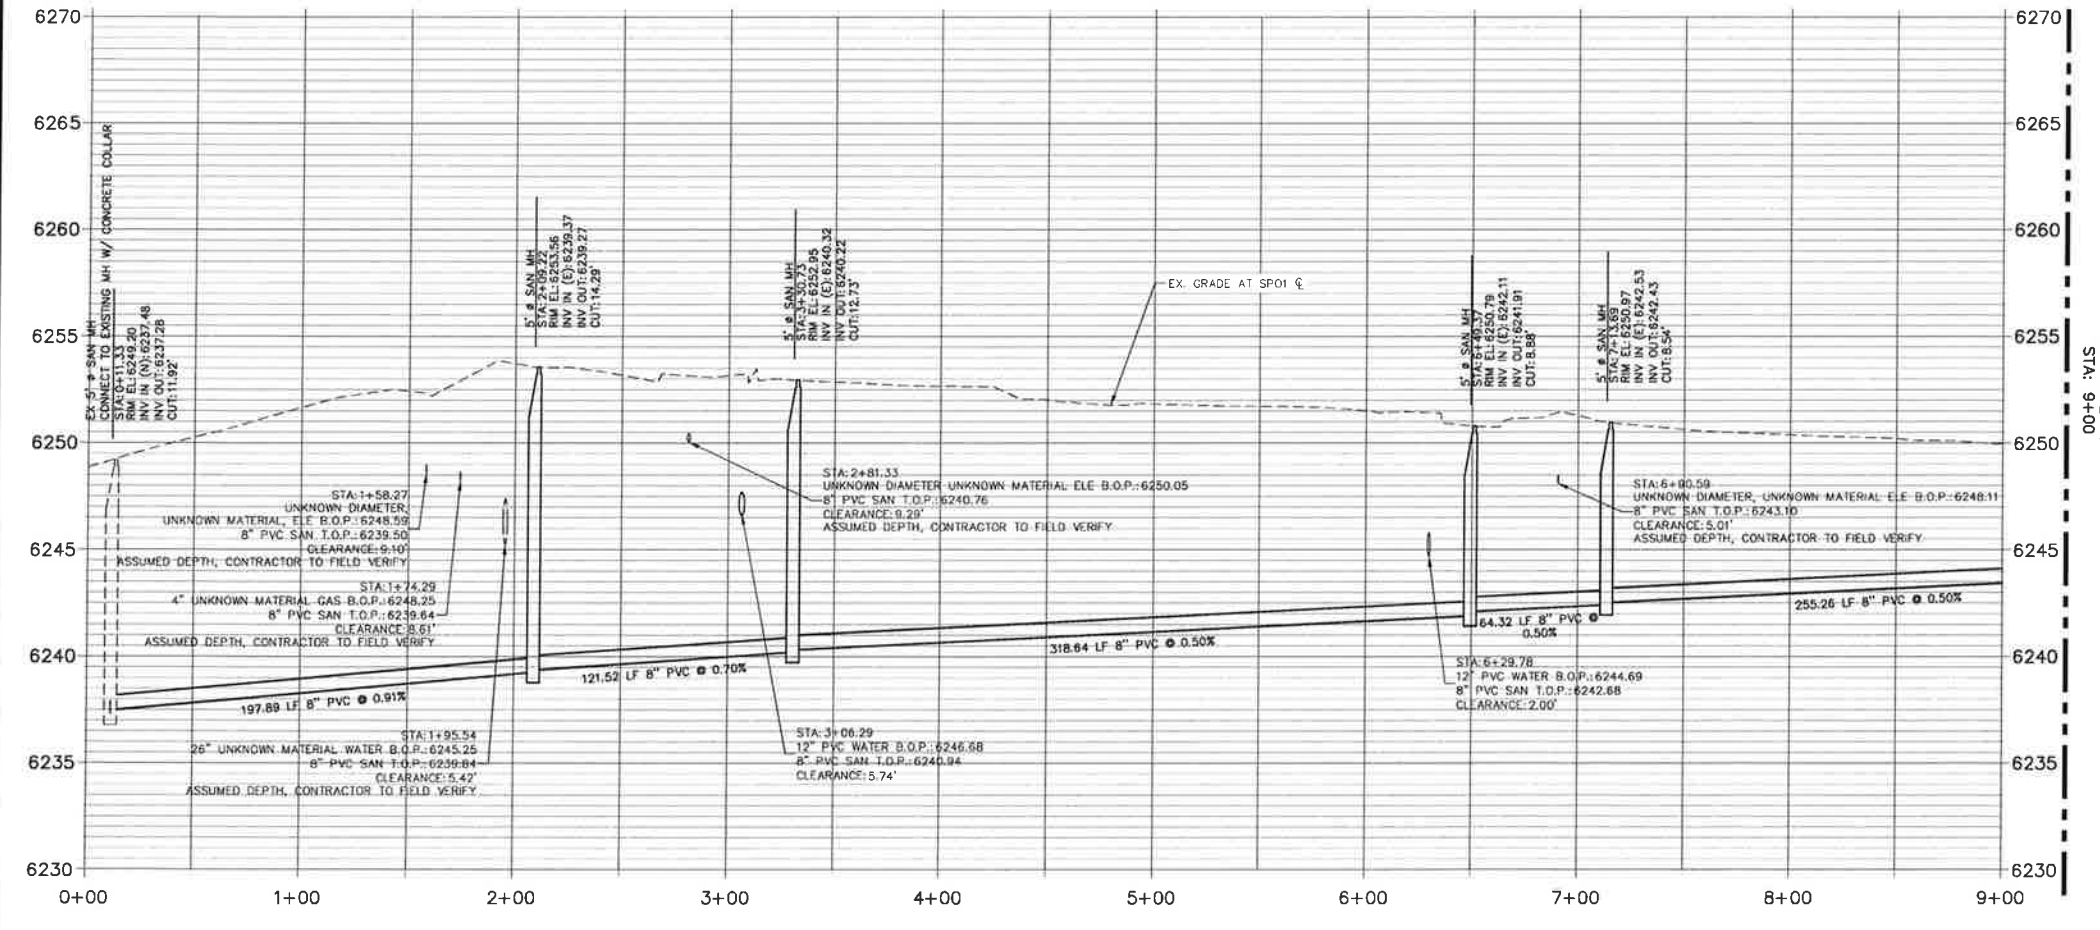 6270
6265
6260
6255
6250
6245
6240
6235
6230
EX 5' ø SAN MH
CONNECT TO EXISTING MH W/ CONCRETE COLLAR
STA:0+11.33
RIM EL:6249.20
INV IN (N):6237.48
INV OUT:6237.28
CUT:11.92'
5' ø SAN MH
STA:2+09.22
RIM EL:6253.56
INV IN (E):6239.37
INV OUT:6239.27
CUT:14.29'
5' ø SAN MH
STA:3+30.73
RIM EL:6252.95
INV IN (E):6240.32
INV OUT:6240.22
CUT:12.73'
EX. GRADE AT SP01 ℄
5' ø SAN MH
STA:6+49.37
RIM EL:6250.79
INV IN (E):6242.11
INV OUT:6241.91
CUT:8.88'
5' ø SAN MH
STA:7+13.69
RIM EL:6250.97
INV IN (E):6242.53
INV OUT:6242.43
CUT:8.54'
STA:1+58.27
UNKNOWN DIAMETER,
UNKNOWN MATERIAL, ELE B.O.P.:6248.59
8" PVC SAN T.O.P.:6239.50
CLEARANCE:9.10'
ASSUMED DEPTH, CONTRACTOR TO FIELD VERIFY
STA:1+74.29
4" UNKNOWN MATERIAL GAS B.O.P.:6248.25
8" PVC SAN T.O.P.:6239.64
CLEARANCE:8.61'
ASSUMED DEPTH, CONTRACTOR TO FIELD VERIFY
STA:1+95.54
26" UNKNOWN MATERIAL WATER B.O.P.:6245.25
8" PVC SAN T.O.P.:6239.84
CLEARANCE:5.42'
ASSUMED DEPTH, CONTRACTOR TO FIELD VERIFY
STA:2+81.33
UNKNOWN DIAMETER UNKNOWN MATERIAL ELE B.O.P.:6250.05
8" PVC SAN T.O.P.:6240.76
CLEARANCE:9.29'
ASSUMED DEPTH, CONTRACTOR TO FIELD VERIFY
STA:3+06.29
12" PVC WATER B.O.P.:6246.68
8" PVC SAN T.O.P.:6240.94
CLEARANCE:5.74'
STA:6+29.78
12" PVC WATER B.O.P.:6244.69
8" PVC SAN T.O.P.:6242.68
CLEARANCE:2.00'
STA:6+90.59
UNKNOWN DIAMETER, UNKNOWN MATERIAL ELE B.O.P.:6248.11
8" PVC SAN T.O.P.:6243.10
CLEARANCE:5.01'
ASSUMED DEPTH, CONTRACTOR TO FIELD VERIFY
197.89 LF 8" PVC @ 0.91%
121.52 LF 8" PVC @ 0.70%
318.64 LF 8" PVC @ 0.50%
64.32 LF 8" PVC @
0.50%
255.26 LF 8" PVC @ 0.50%
6270
6265
6260
6255
6250
6245
6240
6235
6230
STA: 9+00
0+00
1+00
2+00
3+00
4+00
5+00
6+00
7+00
8+00
9+00